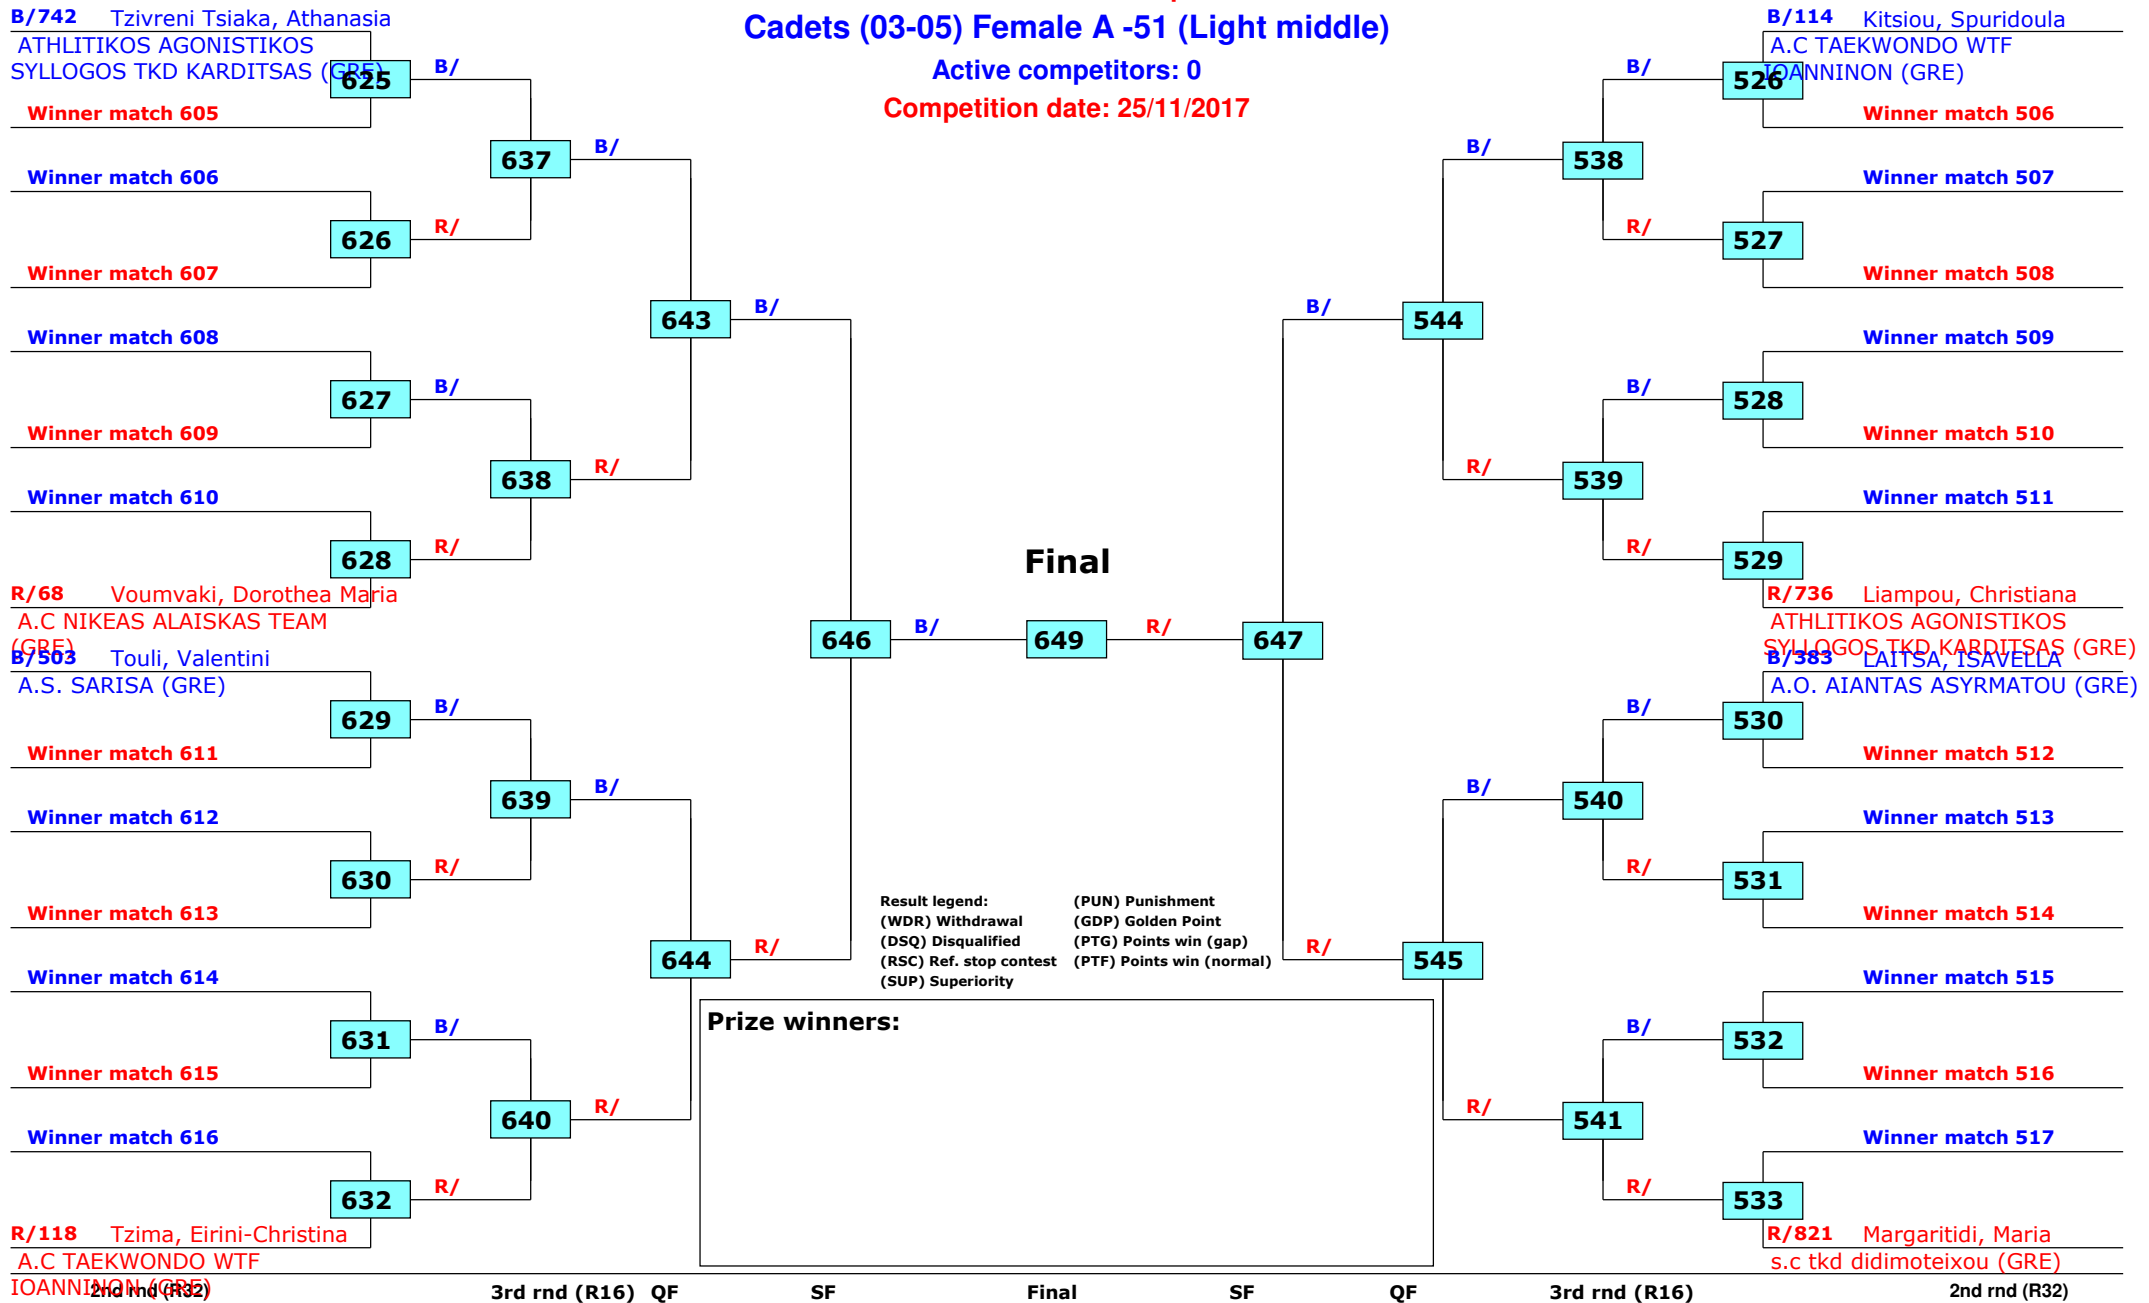 Cadets (03-05) Female A -51 (Light middle)
Active competitors: 0
Competition date: 25/11/2017
B/742 Tzivreni Tsiaka, Athanasia
ATHLITIKOS AGONISTIKOS
SYLLOGOS TKD KARDITSAS (GRE)
625
B/
Winner match 605
637
B/
Winner match 606
626
R/
Winner match 607
643
B/
Winner match 608
627
B/
Winner match 609
638
R/
Winner match 610
628
R/
R/68 Voumvaki, Dorothea Maria
A.C NIKEAS ALAISKAS TEAM
(GRE)
646
B/
B/503 Touli, Valentini
A.S. SARISA (GRE)
629
B/
Winner match 611
639
B/
Winner match 612
630
R/
Winner match 613
644
R/
Winner match 614
631
B/
Winner match 615
640
R/
Winner match 616
632
R/
R/118 Tzima, Eirini-Christina
A.C TAEKWONDO WTF
IOANNINON (GRE)
Final
649
R/
647
B/114 Kitsiou, Spuridoula
A.C TAEKWONDO WTF
IOANNINON (GRE)
B/
526
Winner match 506
B/
538
Winner match 507
R/
527
Winner match 508
B/
544
Winner match 509
B/
528
Winner match 510
R/
539
Winner match 511
R/
529
R/736 Liampou, Christiana
ATHLITIKOS AGONISTIKOS
SYLLOGOS TKD KARDITSAS (GRE)
B/383 LAITSA, ISAVELLA
A.O. AIANTAS ASYRMATOU (GRE)
B/
530
Winner match 512
B/
540
Winner match 513
R/
531
Winner match 514
R/
545
Winner match 515
B/
532
Winner match 516
R/
541
Winner match 517
R/
533
R/821 Margaritidi, Maria
s.c tkd didimoteixou (GRE)
Result legend: (PUN) Punishment
(WDR) Withdrawal (GDP) Golden Point
(DSQ) Disqualified (PTG) Points win (gap)
(RSC) Ref. stop contest (PTF) Points win (normal)
(SUP) Superiority
Prize winners:
2nd rnd (R32) 3rd rnd (R16) QF SF Final SF QF 3rd rnd (R16) 2nd rnd (R32)